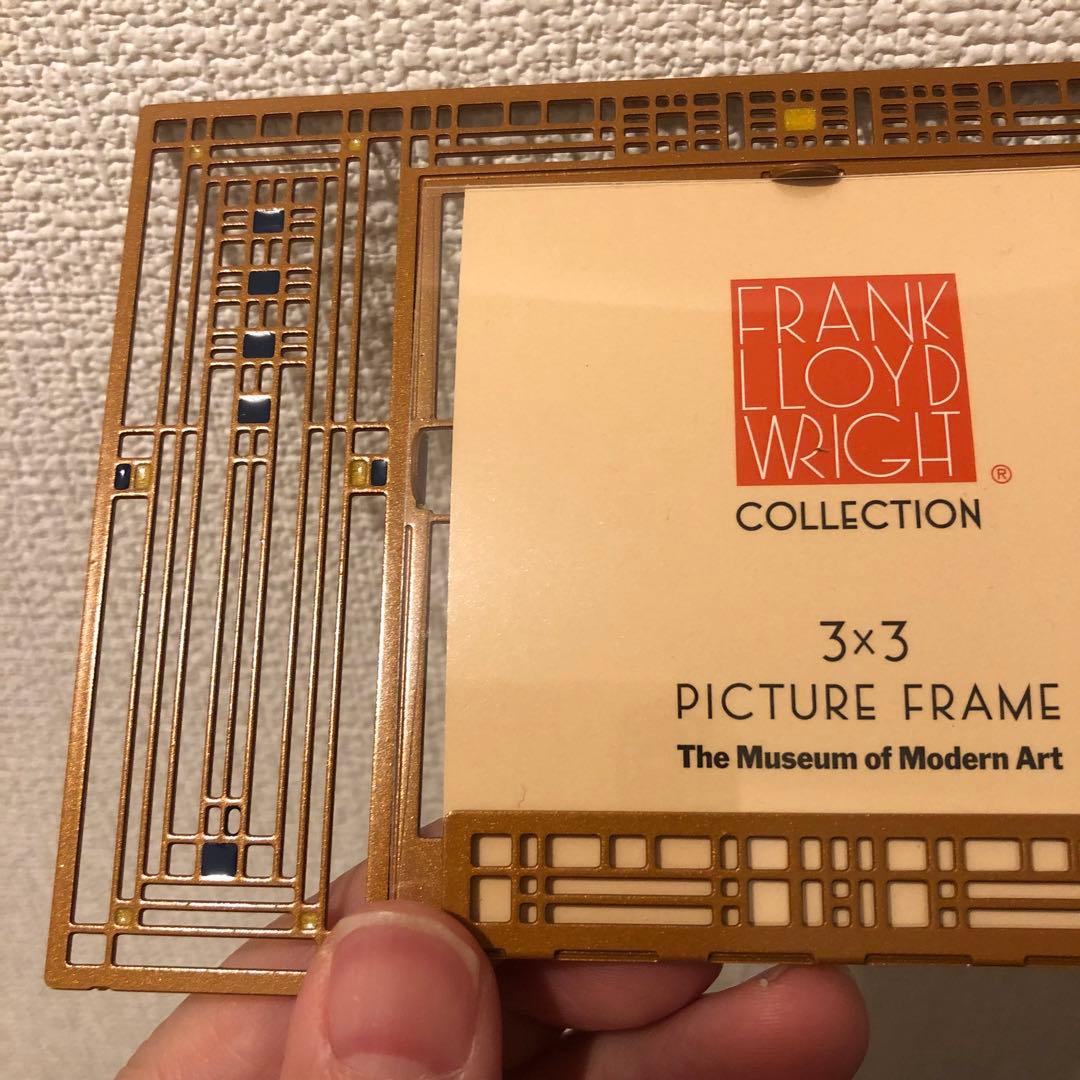 FRANK
LLOYD
WRIGHT
®
COLLECTION
3×3
PICTURE FRAME
The Museum of Modern Art